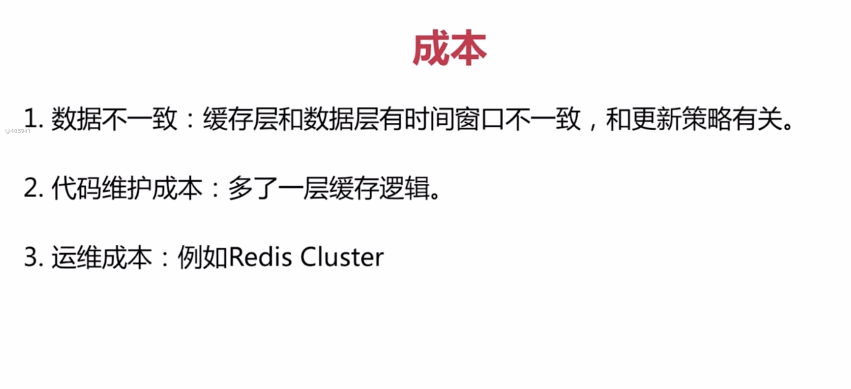 成本
1. 数据不一致：缓存层和数据层有时间窗口不一致，和更新策略有关。
2. 代码维护成本：多了一层缓存逻辑。
3. 运维成本：例如Redis Cluster